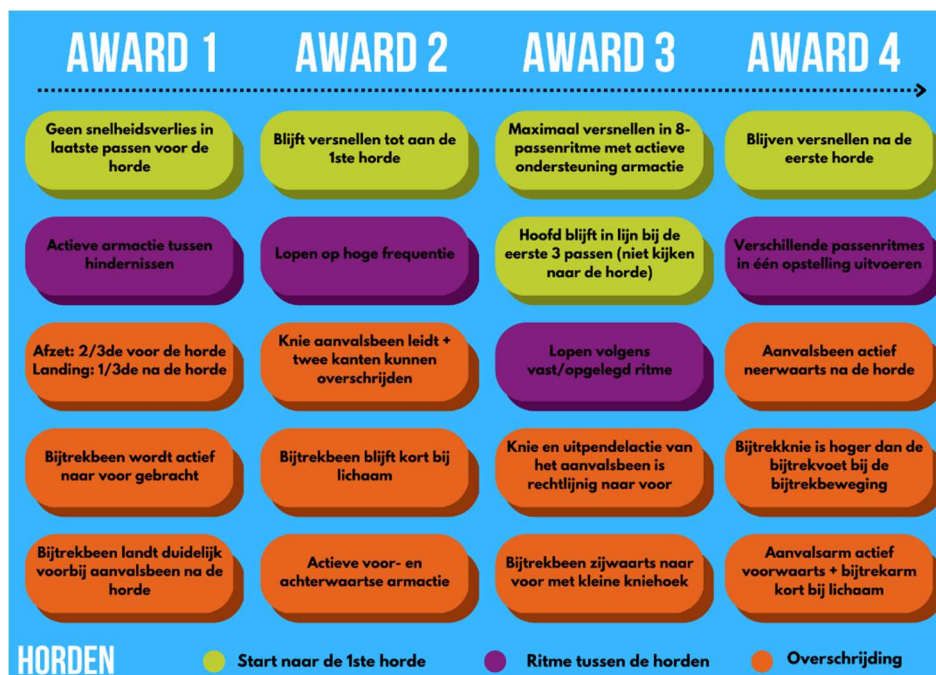 AWARD 1
AWARD 2
AWARD 3
AWARD 4
Geen snelheidsverlies in
laatste passen voor de
horde
Blijft versnellen tot aan de
1ste horde
Maximaal versnellen in 8-
passenritme met actieve
ondersteuning armactie
Blijven versnellen na de
eerste horde
Actieve armactie tussen
hindernissen
Lopen op hoge frequentie
Hoofd blijft in lijn bij de
eerste 3 passen (niet kijken
naar de horde)
Verschillende passenritmes
in één opstelling uitvoeren
Afzet: 2/3de voor de horde
Landing: 1/3de na de horde
Knie aanvalsbeen leidt +
twee kanten kunnen
overschrijden
Lopen volgens
vast/opgelegd ritme
Aanvalsbeen actief
neerwaarts na de horde
Bijtrekbeen wordt actief
naar voor gebracht
Bijtrekbeen blijft kort bij
lichaam
Knie en uitpendelactie van
het aanvalsbeen is
rechtlijnig naar voor
Bijtrekknie is hoger dan de
bijtrekvoet bij de
bijtrekbeweging
Bijtrekbeen landt duidelijk
voorbij aanvalsbeen na de
horde
Actieve voor- en
achterwaartse armactie
Bijtrekbeen zijwaarts naar
voor met kleine kniehoek
Aanvalsarm actief
voorwaarts + bijtrekarm
kort bij lichaam
HORDEN
Start naar de 1ste horde
Ritme tussen de horden
Overschrijding